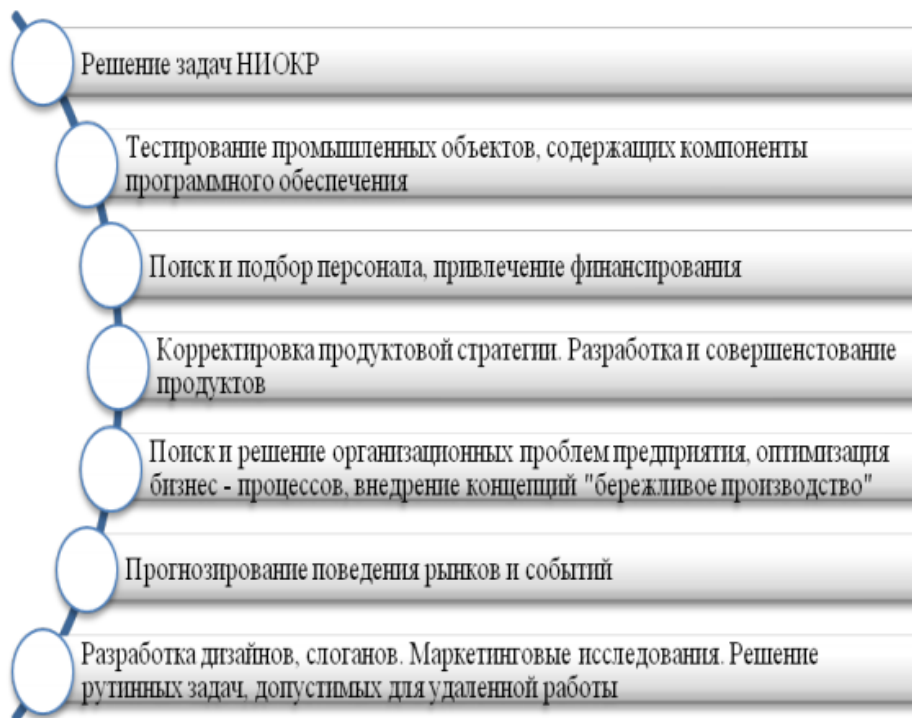 Решение задач НИОКР
Тестирование промышленных объектов, содержащих компоненты
программного обеспечения
Поиск и подбор персонала, привлечение финансирования
Корректировка продуктовой стратегии. Разработка и совершенстование
продуктов
Поиск и решение организационных проблем предприятия, оптимизация
бизнес - процессов, внедрение концепций "бережливое производство"
Прогнозирование поведения рынков и событий
Разработка дизайнов, слоганов. Маркетинговые исследования. Решение
рутинных задач, допустимых для удаленной работы